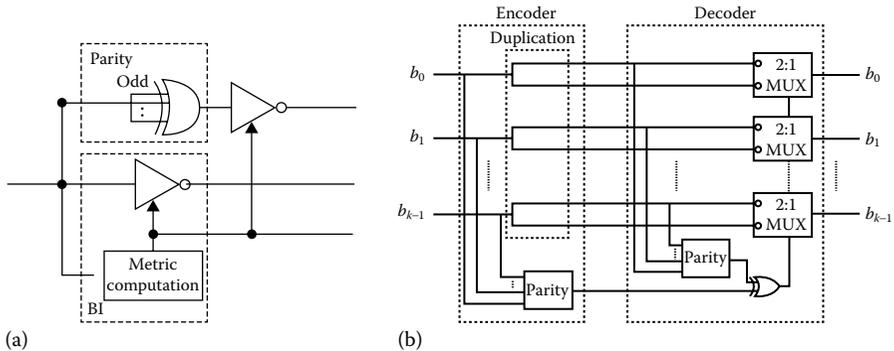 Parity
Odd
:
Metric
computation
BI
(a)
Encoder
Decoder
Duplication
b0
2:1
MUX
b0
b1
2:1
MUX
b1
bk–1
2:1
MUX
bk–1
Parity
Parity
(b)